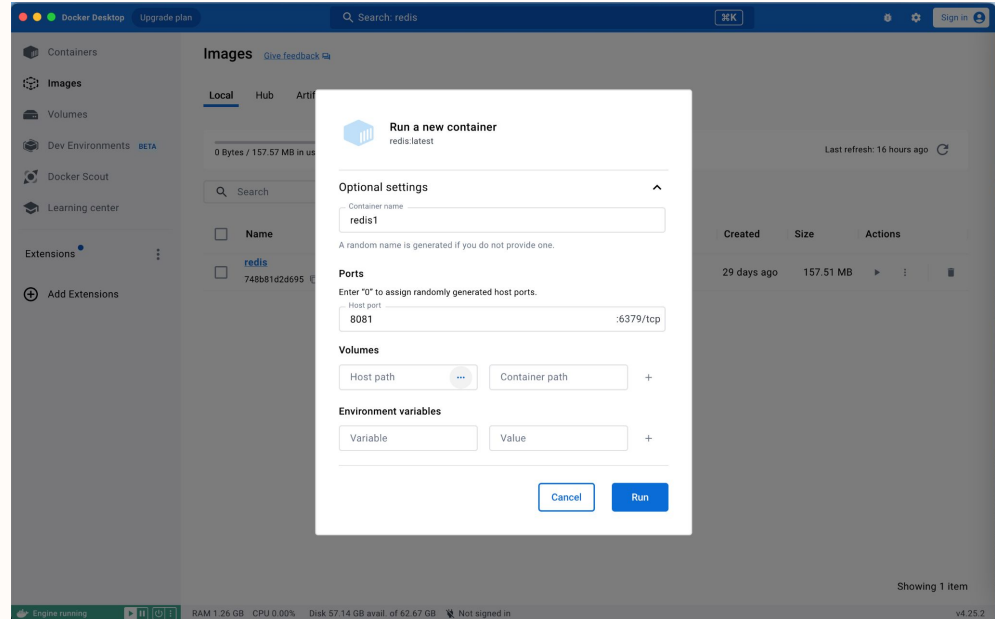 Docker Desktop Upgrade plan Search: redis ⌘K Sign in
Containers
Images
Volumes
Dev Environments BETA
Docker Scout
Learning center
Extensions
Add Extensions
Images Give feedback
Local Hub Artif
0 Bytes / 157.57 MB in us
Last refresh: 16 hours ago
Search
Name Created Size Actions
redis
748b81d2d695 29 days ago 157.51 MB
Run a new container
redis:latest
Optional settings
Container name
redis1
A random name is generated if you do not provide one.
Ports
Enter "0" to assign randomly generated host ports.
Host port
8081 :6379/tcp
Volumes
Host path ... Container path +
Environment variables
Variable Value +
Cancel Run
Showing 1 item
Engine running RAM 1.26 GB CPU 0.00% Disk 57.14 GB avail. of 62.67 GB Not signed in v4.25.2